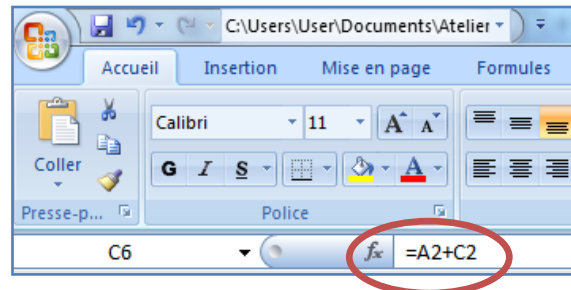 C:\Users\User\Documents\Atelier
Accueil Insertion Mise en page Formules
Coller
Calibri 11 A A
G I S A
Presse-p... Police
C6 fx =A2+C2